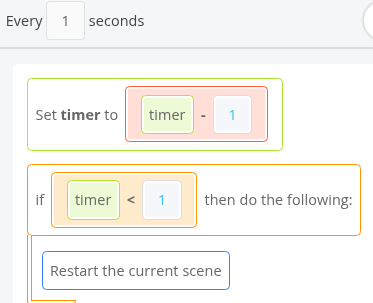 Every 1 seconds
Set timer to timer - 1
if timer < 1 then do the following:
Restart the current scene